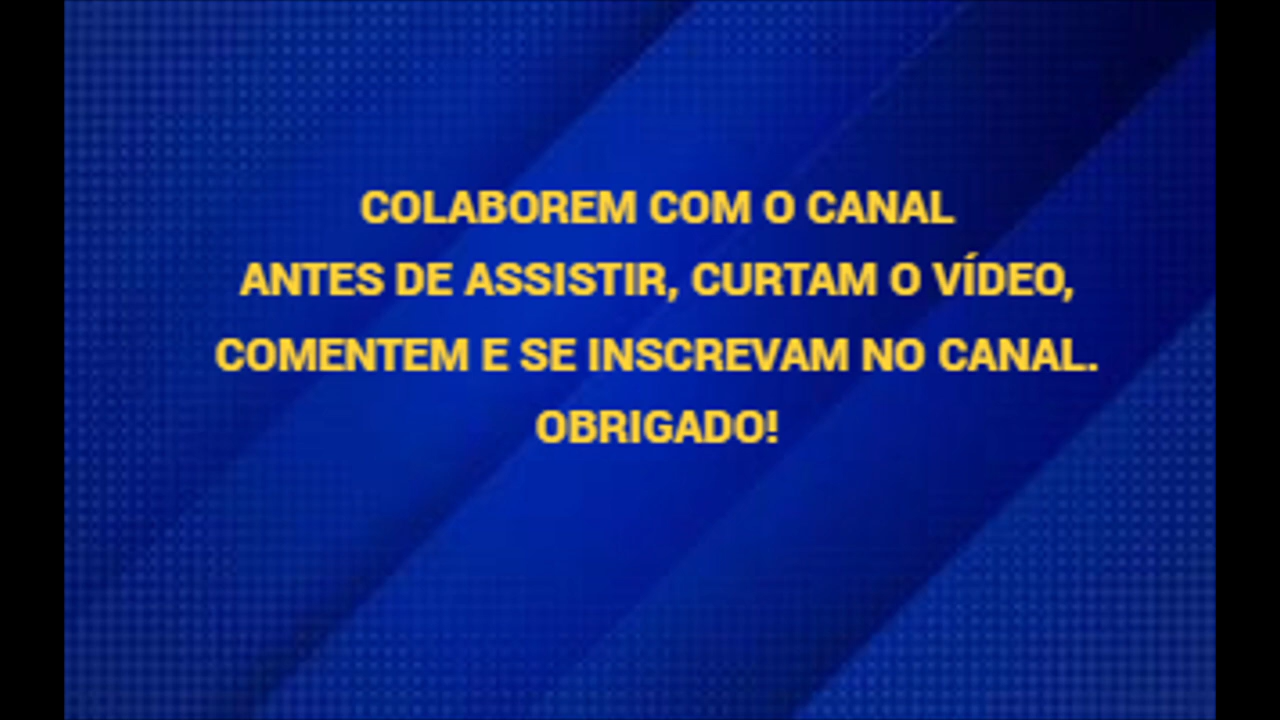 COLABOREM COM O CANAL
ANTES DE ASSISTIR, CURTAM O VÍDEO,
COMENTEM E SE INSCREVAM NO CANAL.
OBRIGADO!